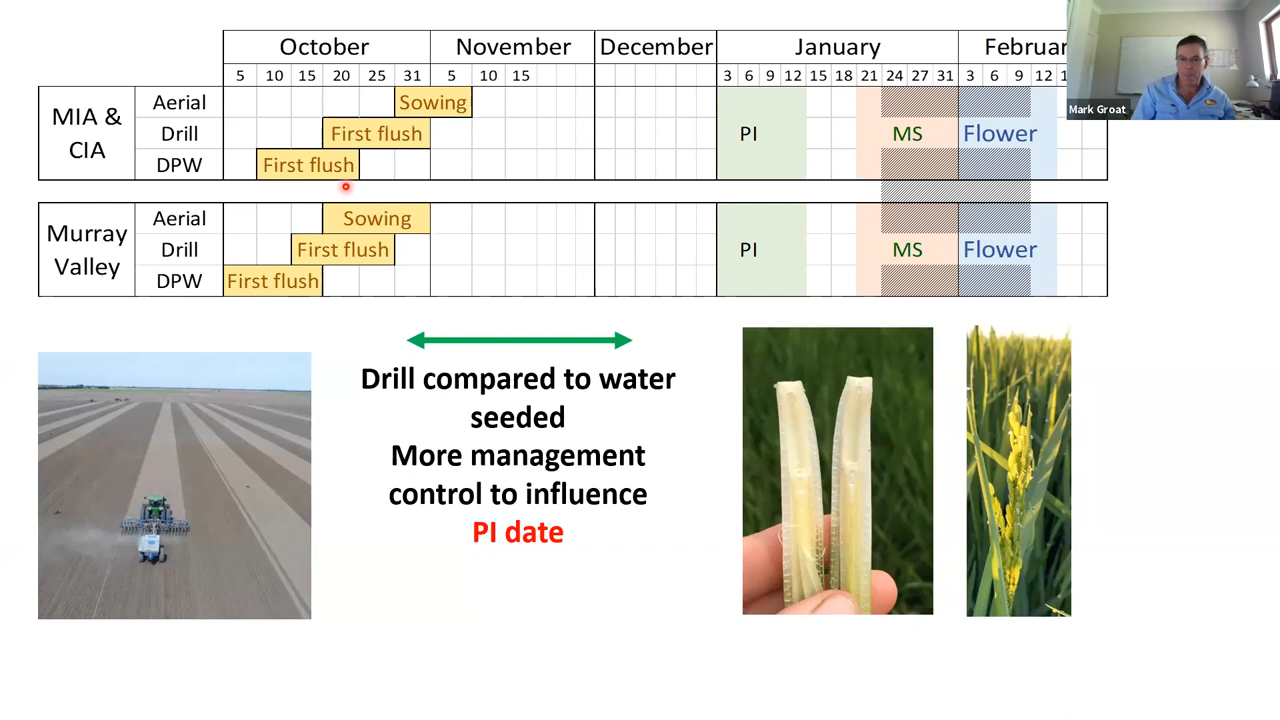 October November December January Februar
5 10 15 20 25 31 5 10 15 3 6 9 12 15 18 21 24 27 31 3 6 9 12 1
Mark Groat
MIA & CIA
Aerial Sowing
Drill First flush PI MS Flower
DPW First flush
Murray Valley
Aerial Sowing
Drill First flush PI MS Flower
DPW First flush
Drill compared to water
seeded
More management
control to influence
PI date